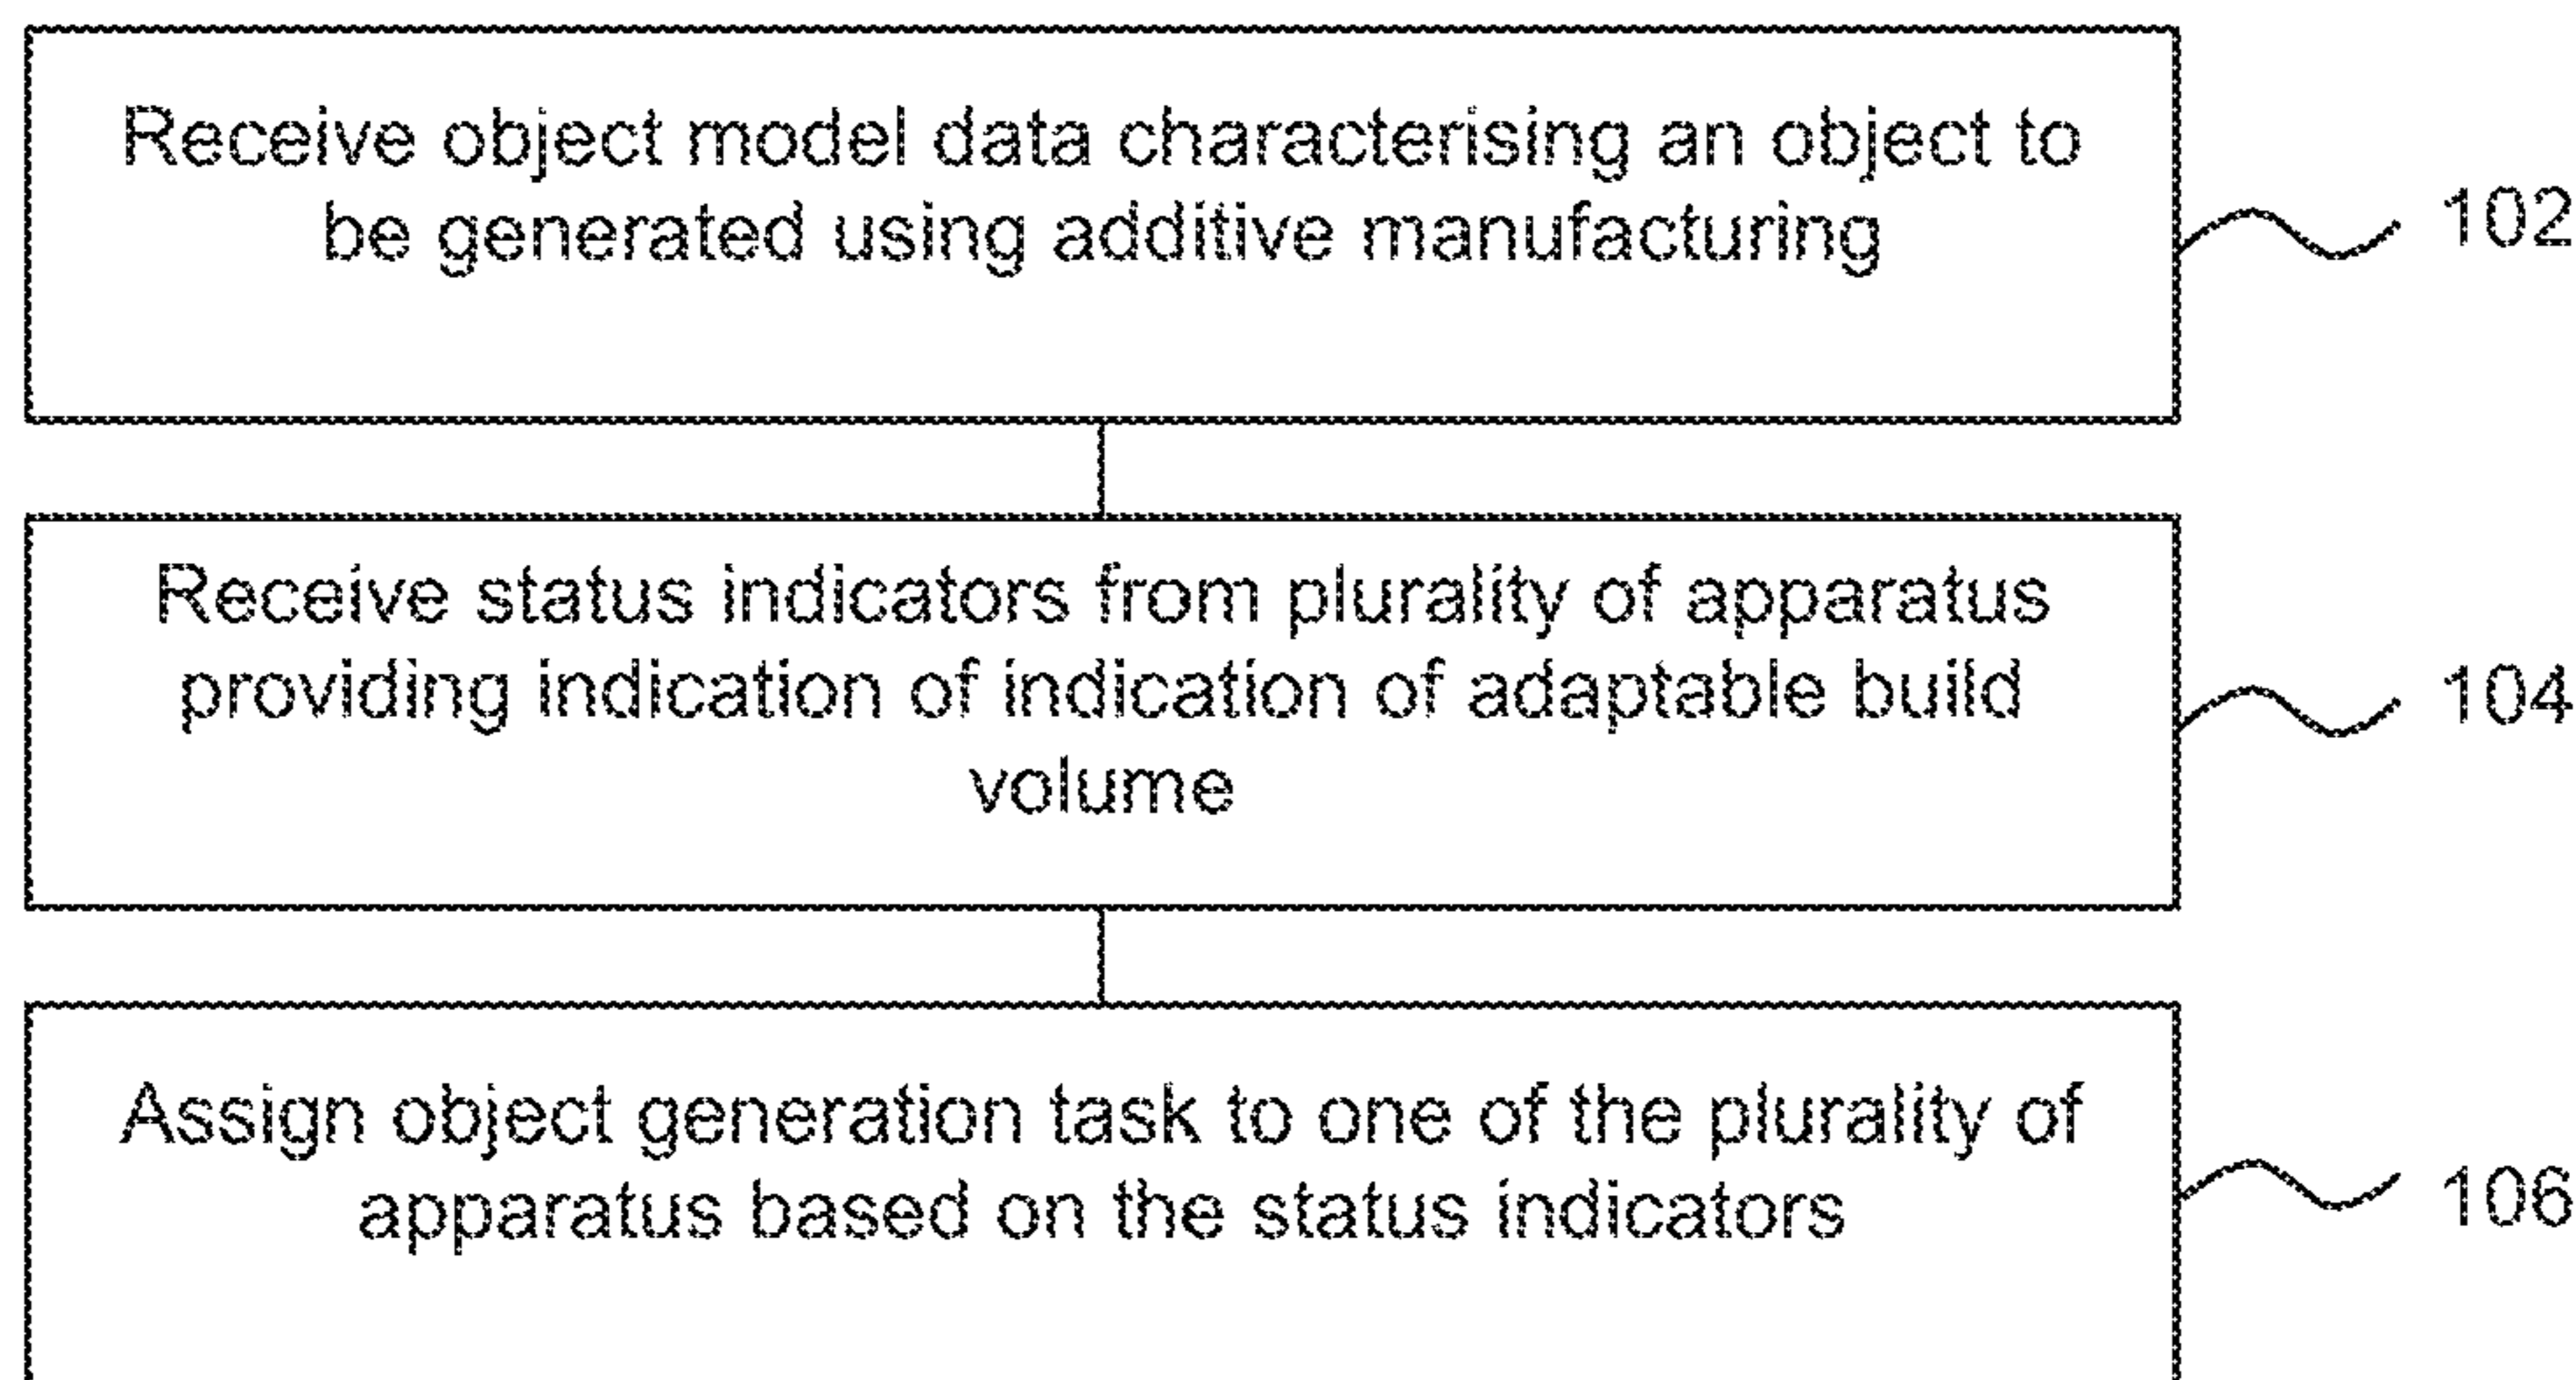 Receive object model data characterising an object to
be generated using additive manufacturing
102
Receive status indicators from plurality of apparatus
providing indication of indication of adaptable build
volume
104
Assign object generation task to one of the plurality of
apparatus based on the status indicators
106